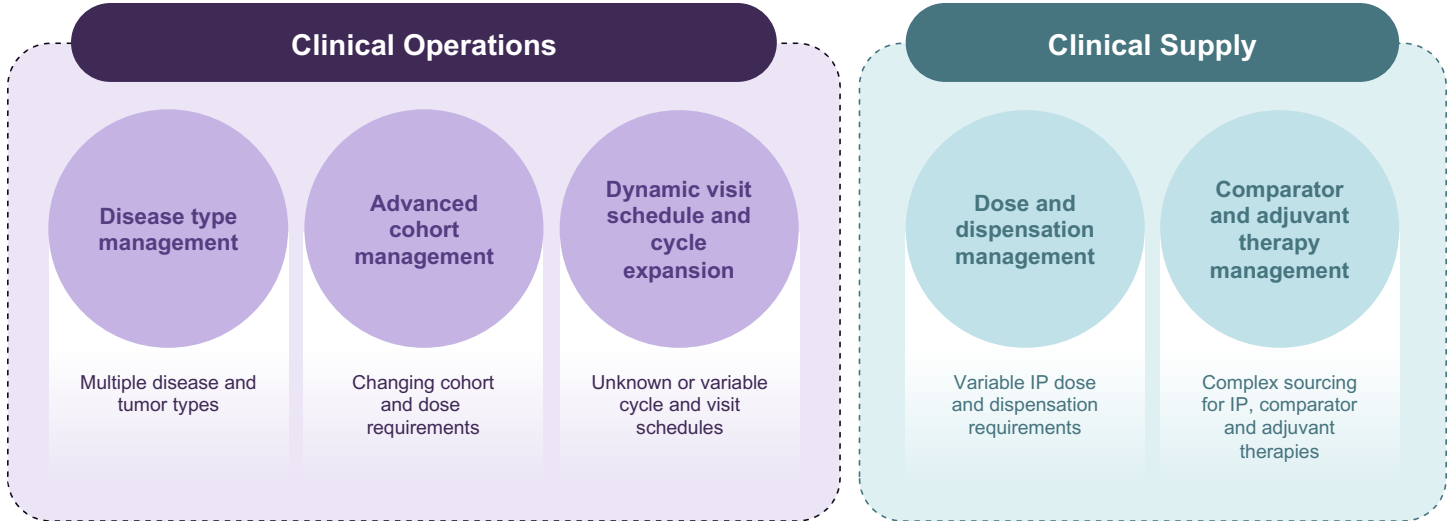 Clinical Operations
Disease type
management
Multiple disease and
tumor types
Advanced
cohort
management
Changing cohort
and dose
requirements
Dynamic visit
schedule and
cycle
expansion
Unknown or variable
cycle and visit
schedules
Clinical Supply
Dose and
dispensation
management
Variable IP dose
and dispensation
requirements
Comparator
and adjuvant
therapy
management
Complex sourcing
for IP, comparator
and adjuvant
therapies